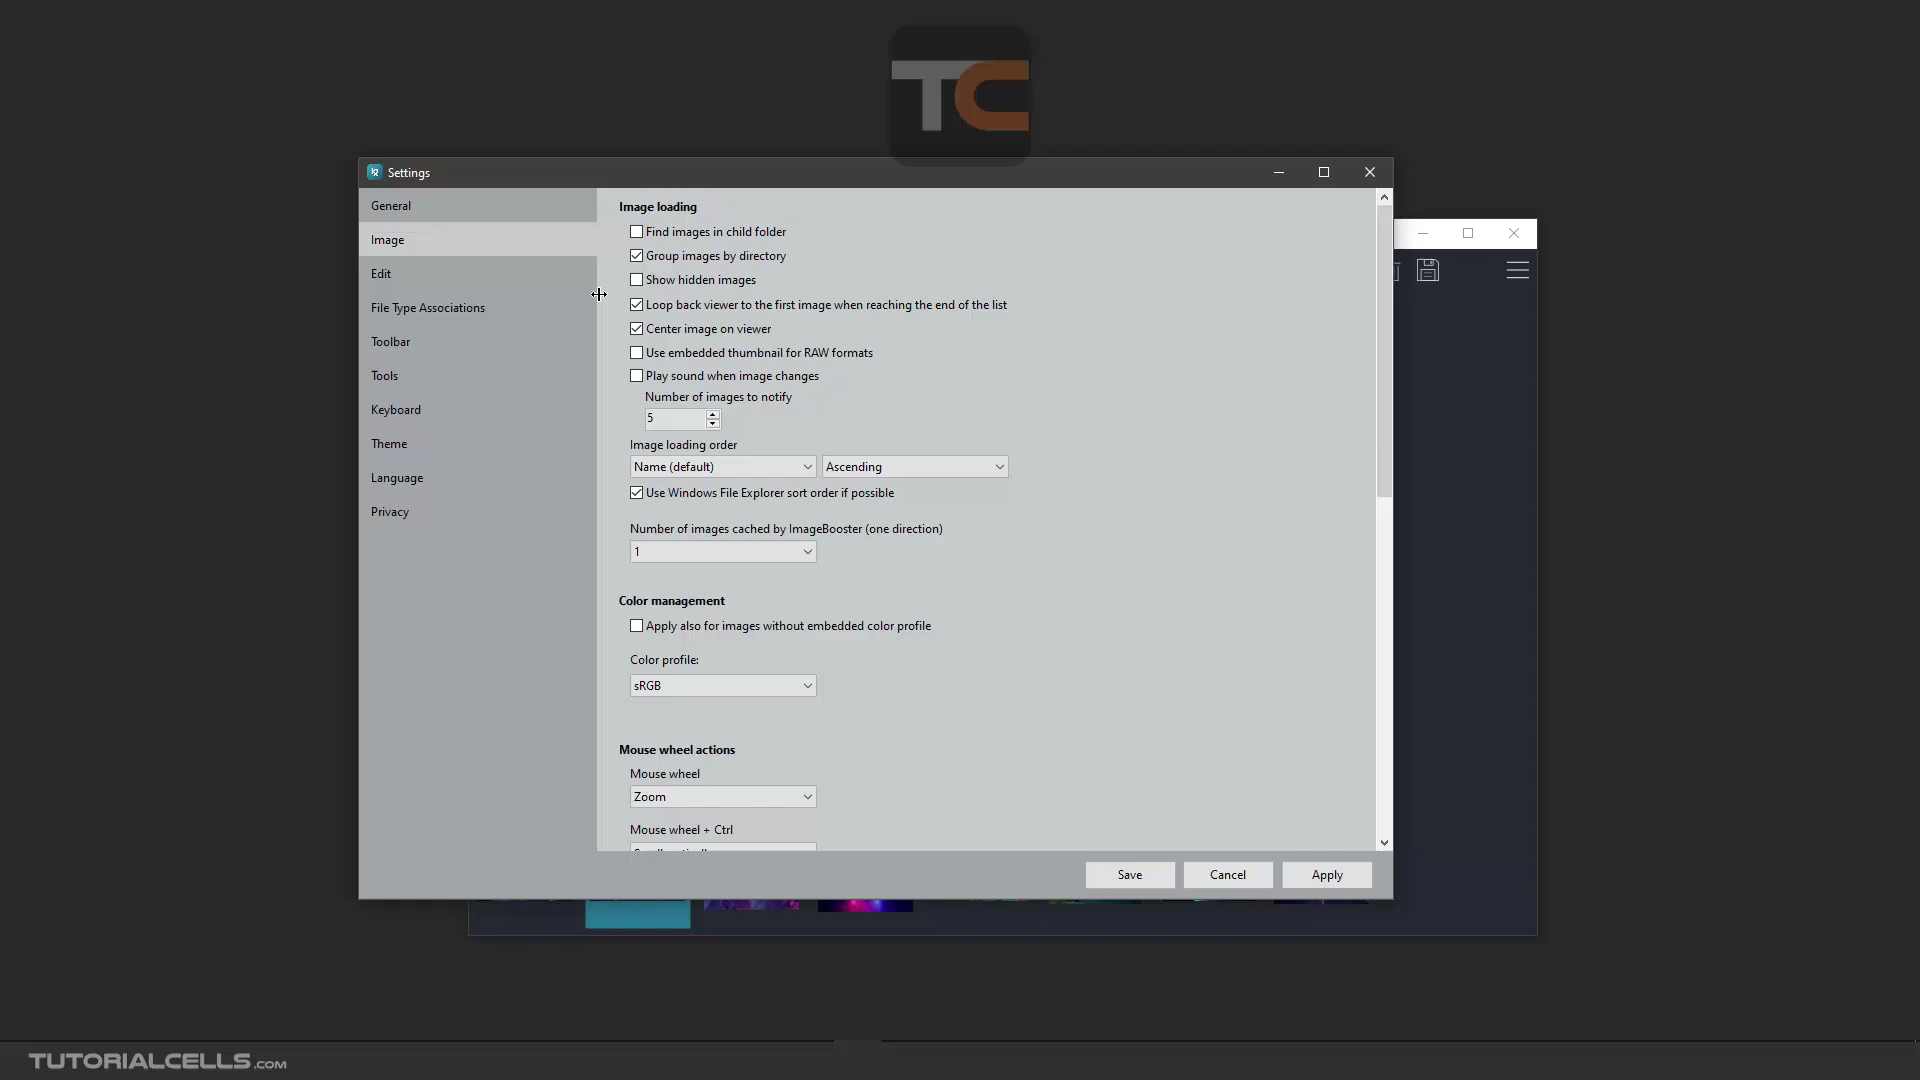 TC
Settings
General
Image
Edit
File Type Associations
Toolbar
Tools
Keyboard
Theme
Language
Privacy
Image loading
Find images in child folder
Group images by directory
Show hidden images
Loop back viewer to the first image when reaching the end of the list
Center image on viewer
Use embedded thumbnail for RAW formats
Play sound when image changes
Number of images to notify
5
Image loading order
Name (default) Ascending
Use Windows File Explorer sort order if possible
Number of images cached by ImageBooster (one direction)
1
Color management
Apply also for images without embedded color profile
Color profile:
sRGB
Mouse wheel actions
Mouse wheel
Zoom
Mouse wheel + Ctrl
Save Cancel Apply
TUTORIALCELLS.COM